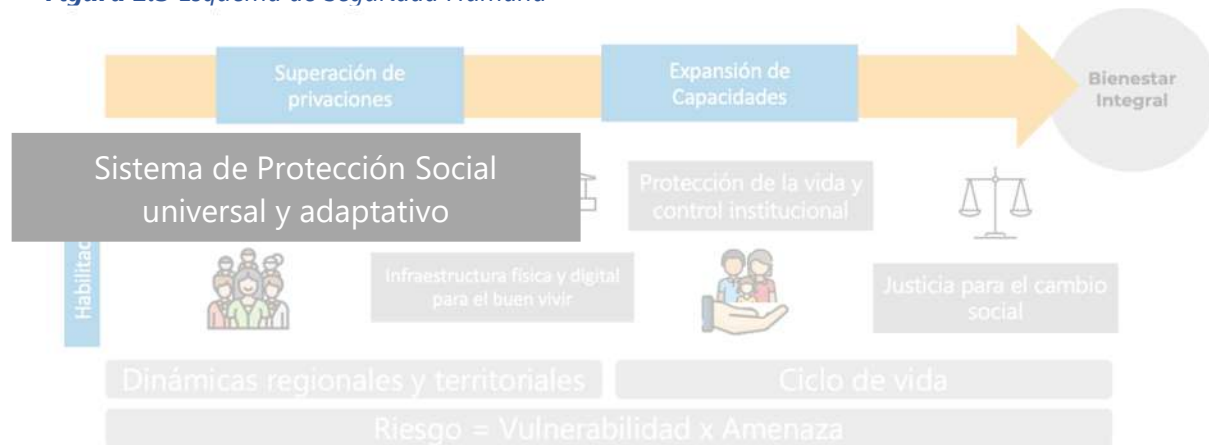 Figura 2.3 Esquema de Seguridad Humana
Superación de
privaciones
Expansión de
Capacidades
Bienestar
Integral
Sistema de Protección Social
universal y adaptativo
Protección de la vida y
control institucional
Infraestructura física y digital
para el buen vivir
Justicia para el cambio
social
Dinámicas regionales y territoriales
Ciclo de vida
Riesgo = Vulnerabilidad x Amenaza